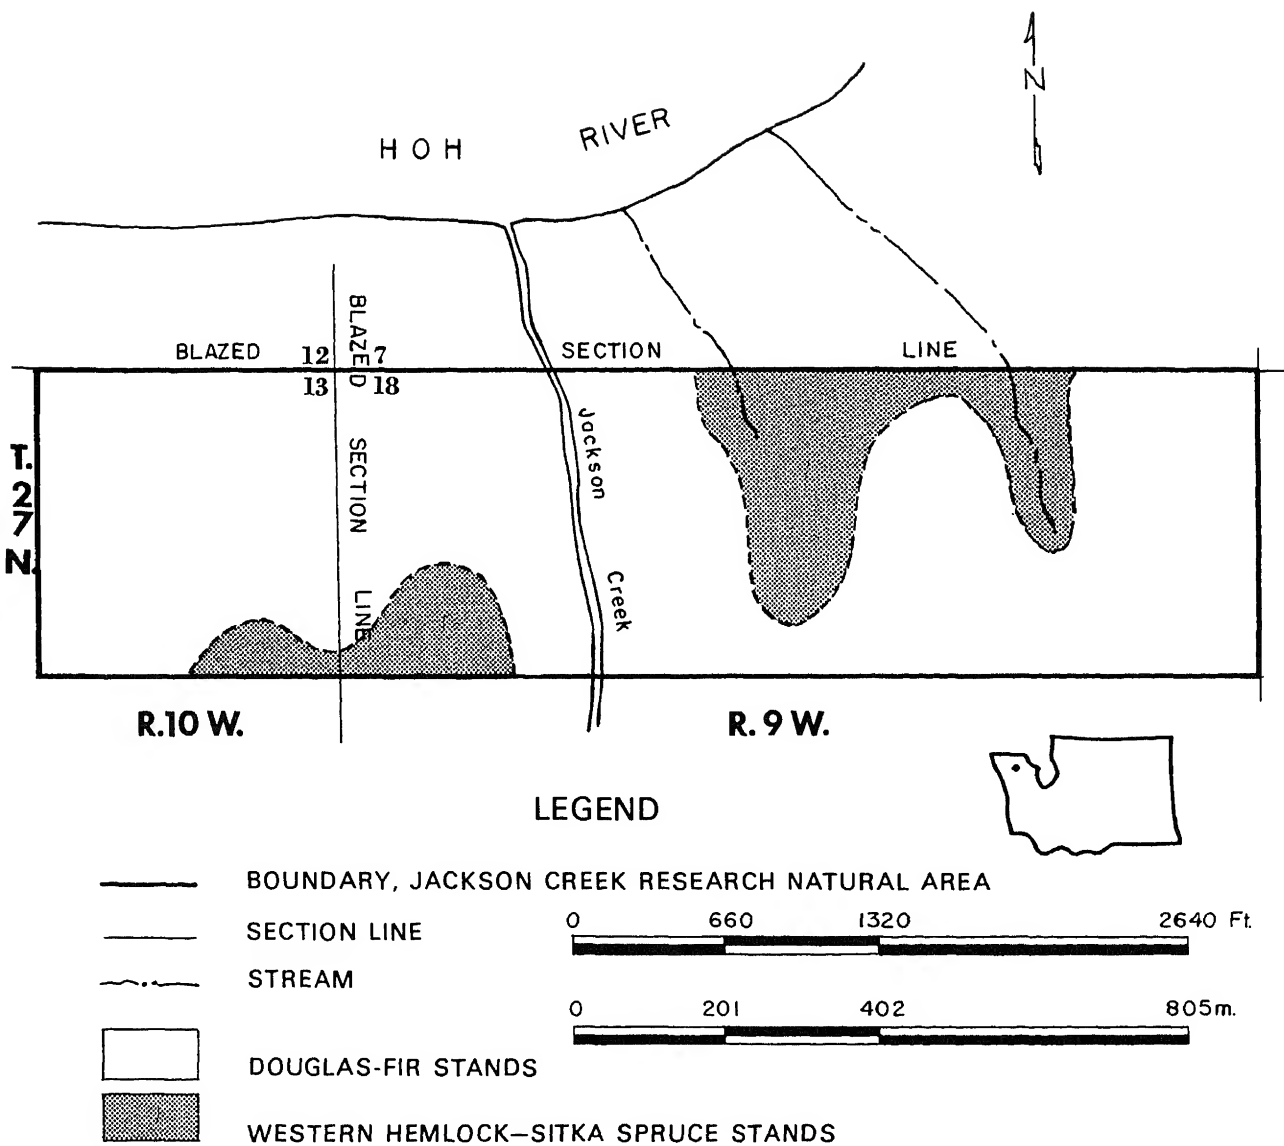 N
HOH RIVER
BLAZED SECTION LINE
12 7
13 18
BLAZED SECTION LINE
Jackson Creek
T. 27 N.
R.10 W. R. 9 W.
LEGEND
BOUNDARY, JACKSON CREEK RESEARCH NATURAL AREA
SECTION LINE
STREAM
DOUGLAS-FIR STANDS
WESTERN HEMLOCK–SITKA SPRUCE STANDS
0 660 1320 2640 Ft.
0 201 402 805m.